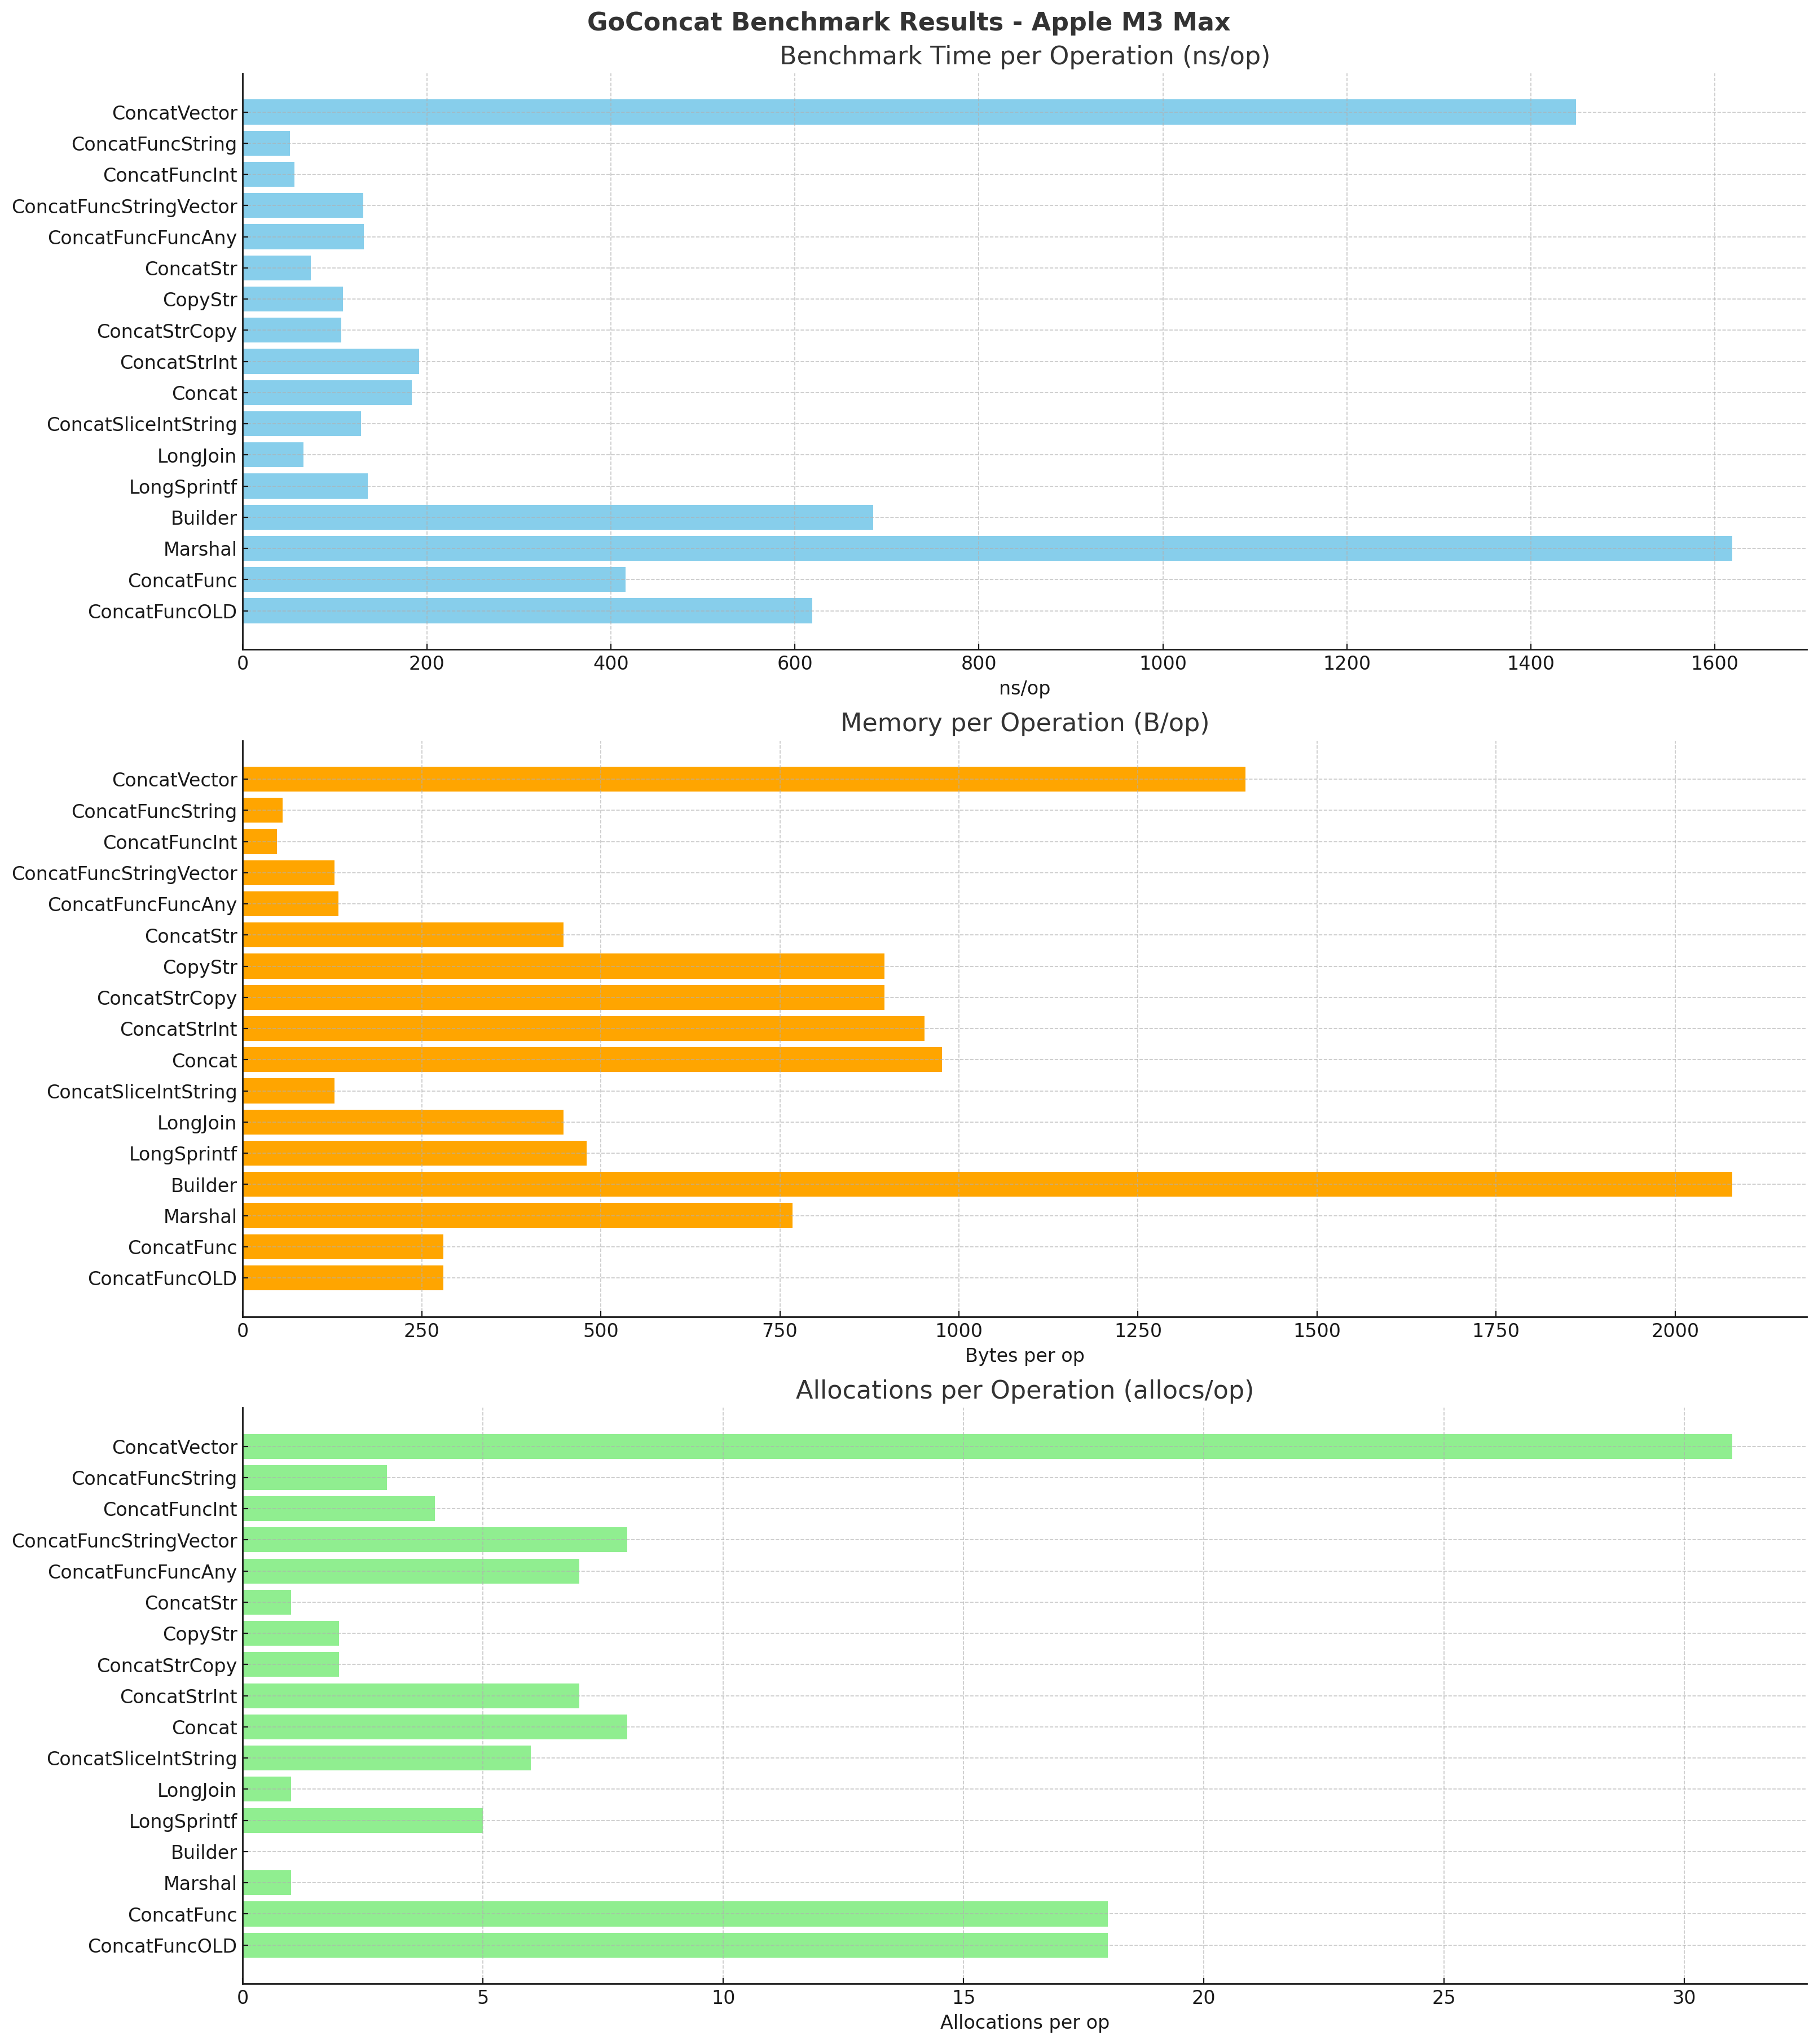 GoConcat Benchmark Results - Apple M3 Max
Benchmark Time per Operation (ns/op)
ConcatVector
ConcatFuncString
ConcatFuncInt
ConcatFuncStringVector
ConcatFuncFuncAny
ConcatStr
CopyStr
ConcatStrCopy
ConcatStrInt
Concat
ConcatSliceIntString
LongJoin
LongSprintf
Builder
Marshal
ConcatFunc
ConcatFuncOLD
0 200 400 600 800 1000 1200 1400 1600
ns/op
Memory per Operation (B/op)
ConcatVector
ConcatFuncString
ConcatFuncInt
ConcatFuncStringVector
ConcatFuncFuncAny
ConcatStr
CopyStr
ConcatStrCopy
ConcatStrInt
Concat
ConcatSliceIntString
LongJoin
LongSprintf
Builder
Marshal
ConcatFunc
ConcatFuncOLD
0 250 500 750 1000 1250 1500 1750 2000
Bytes per op
Allocations per Operation (allocs/op)
ConcatVector
ConcatFuncString
ConcatFuncInt
ConcatFuncStringVector
ConcatFuncFuncAny
ConcatStr
CopyStr
ConcatStrCopy
ConcatStrInt
Concat
ConcatSliceIntString
LongJoin
LongSprintf
Builder
Marshal
ConcatFunc
ConcatFuncOLD
0 5 10 15 20 25 30
Allocations per op